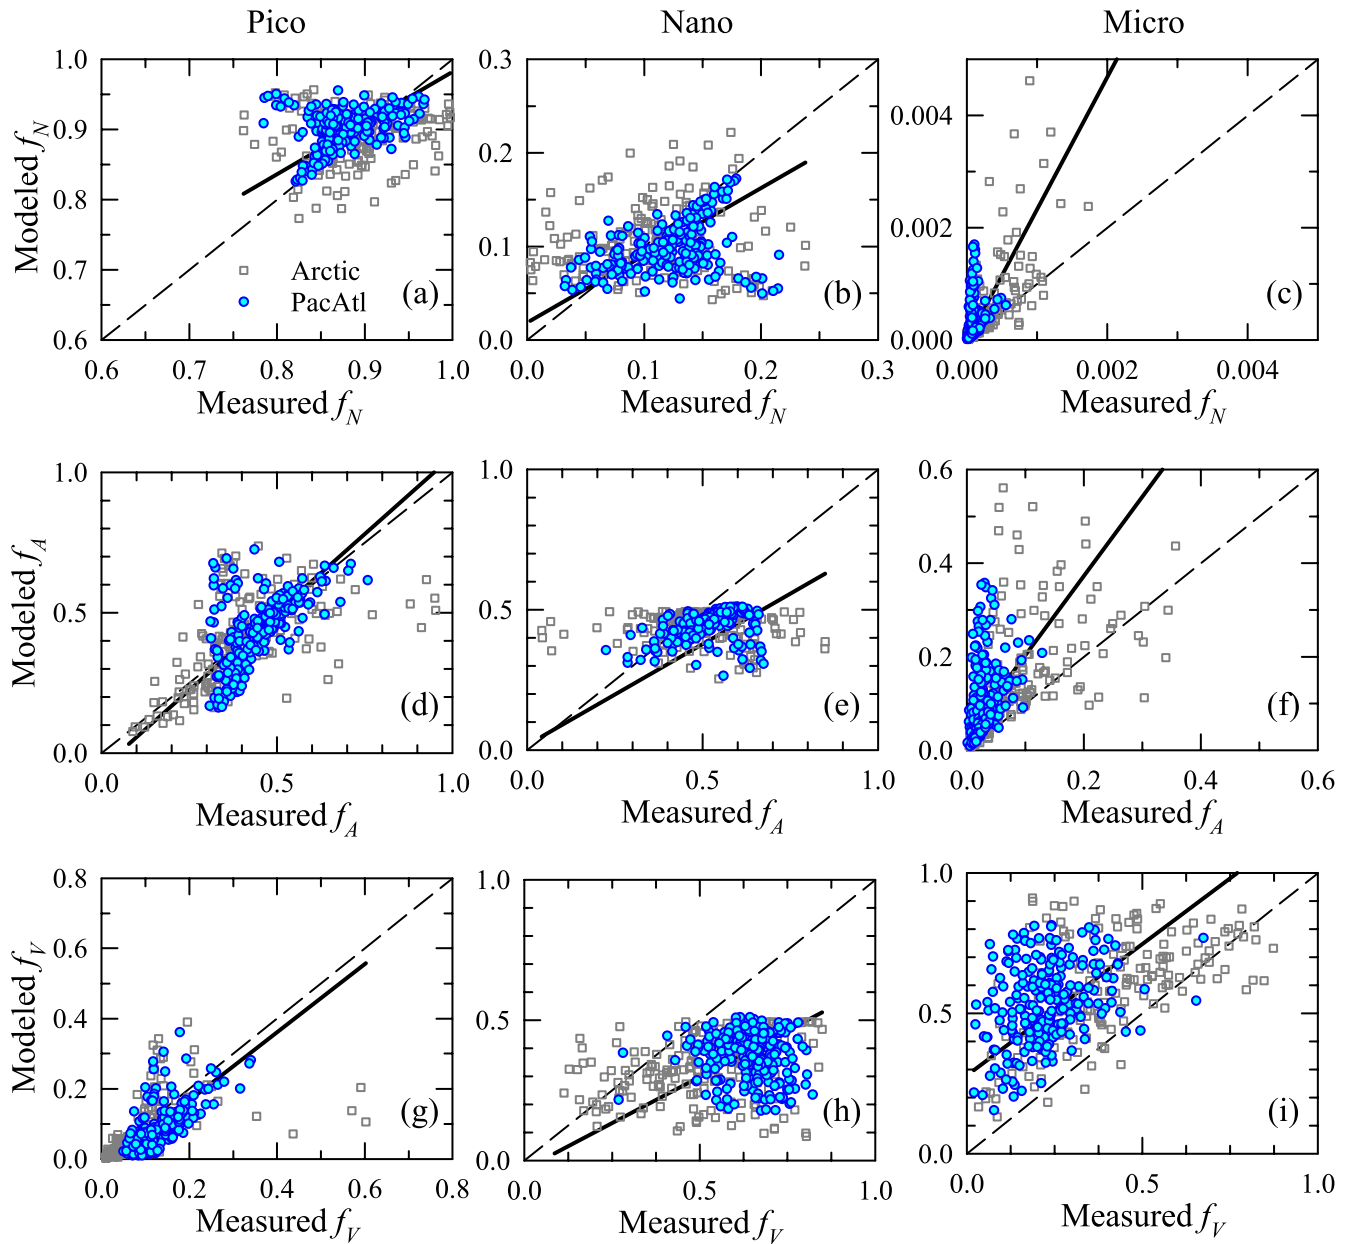 Pico Nano Micro
1.0 0.9 0.8 0.7 0.6
Modeled f_N
Arctic
PacAtl
(a)
0.6 0.7 0.8 0.9 1.0
Measured f_N
0.3 0.2 0.1 0.0
(b)
0.0 0.1 0.2 0.3
Measured f_N
0.004 0.002 0.000
(c)
0.000 0.002 0.004
Measured f_N
1.0 0.5 0.0
Modeled f_A
(d)
0.0 0.5 1.0
Measured f_A
1.0 0.5 0.0
(e)
0.0 0.5 1.0
Measured f_A
0.6 0.4 0.2 0.0
(f)
0.0 0.2 0.4 0.6
Measured f_A
0.8 0.6 0.4 0.2 0.0
Modeled f_V
(g)
0.0 0.2 0.4 0.6 0.8
Measured f_V
1.0 0.5 0.0
(h)
0.0 0.5 1.0
Measured f_V
1.0 0.5 0.0
(i)
0.0 0.5 1.0
Measured f_V